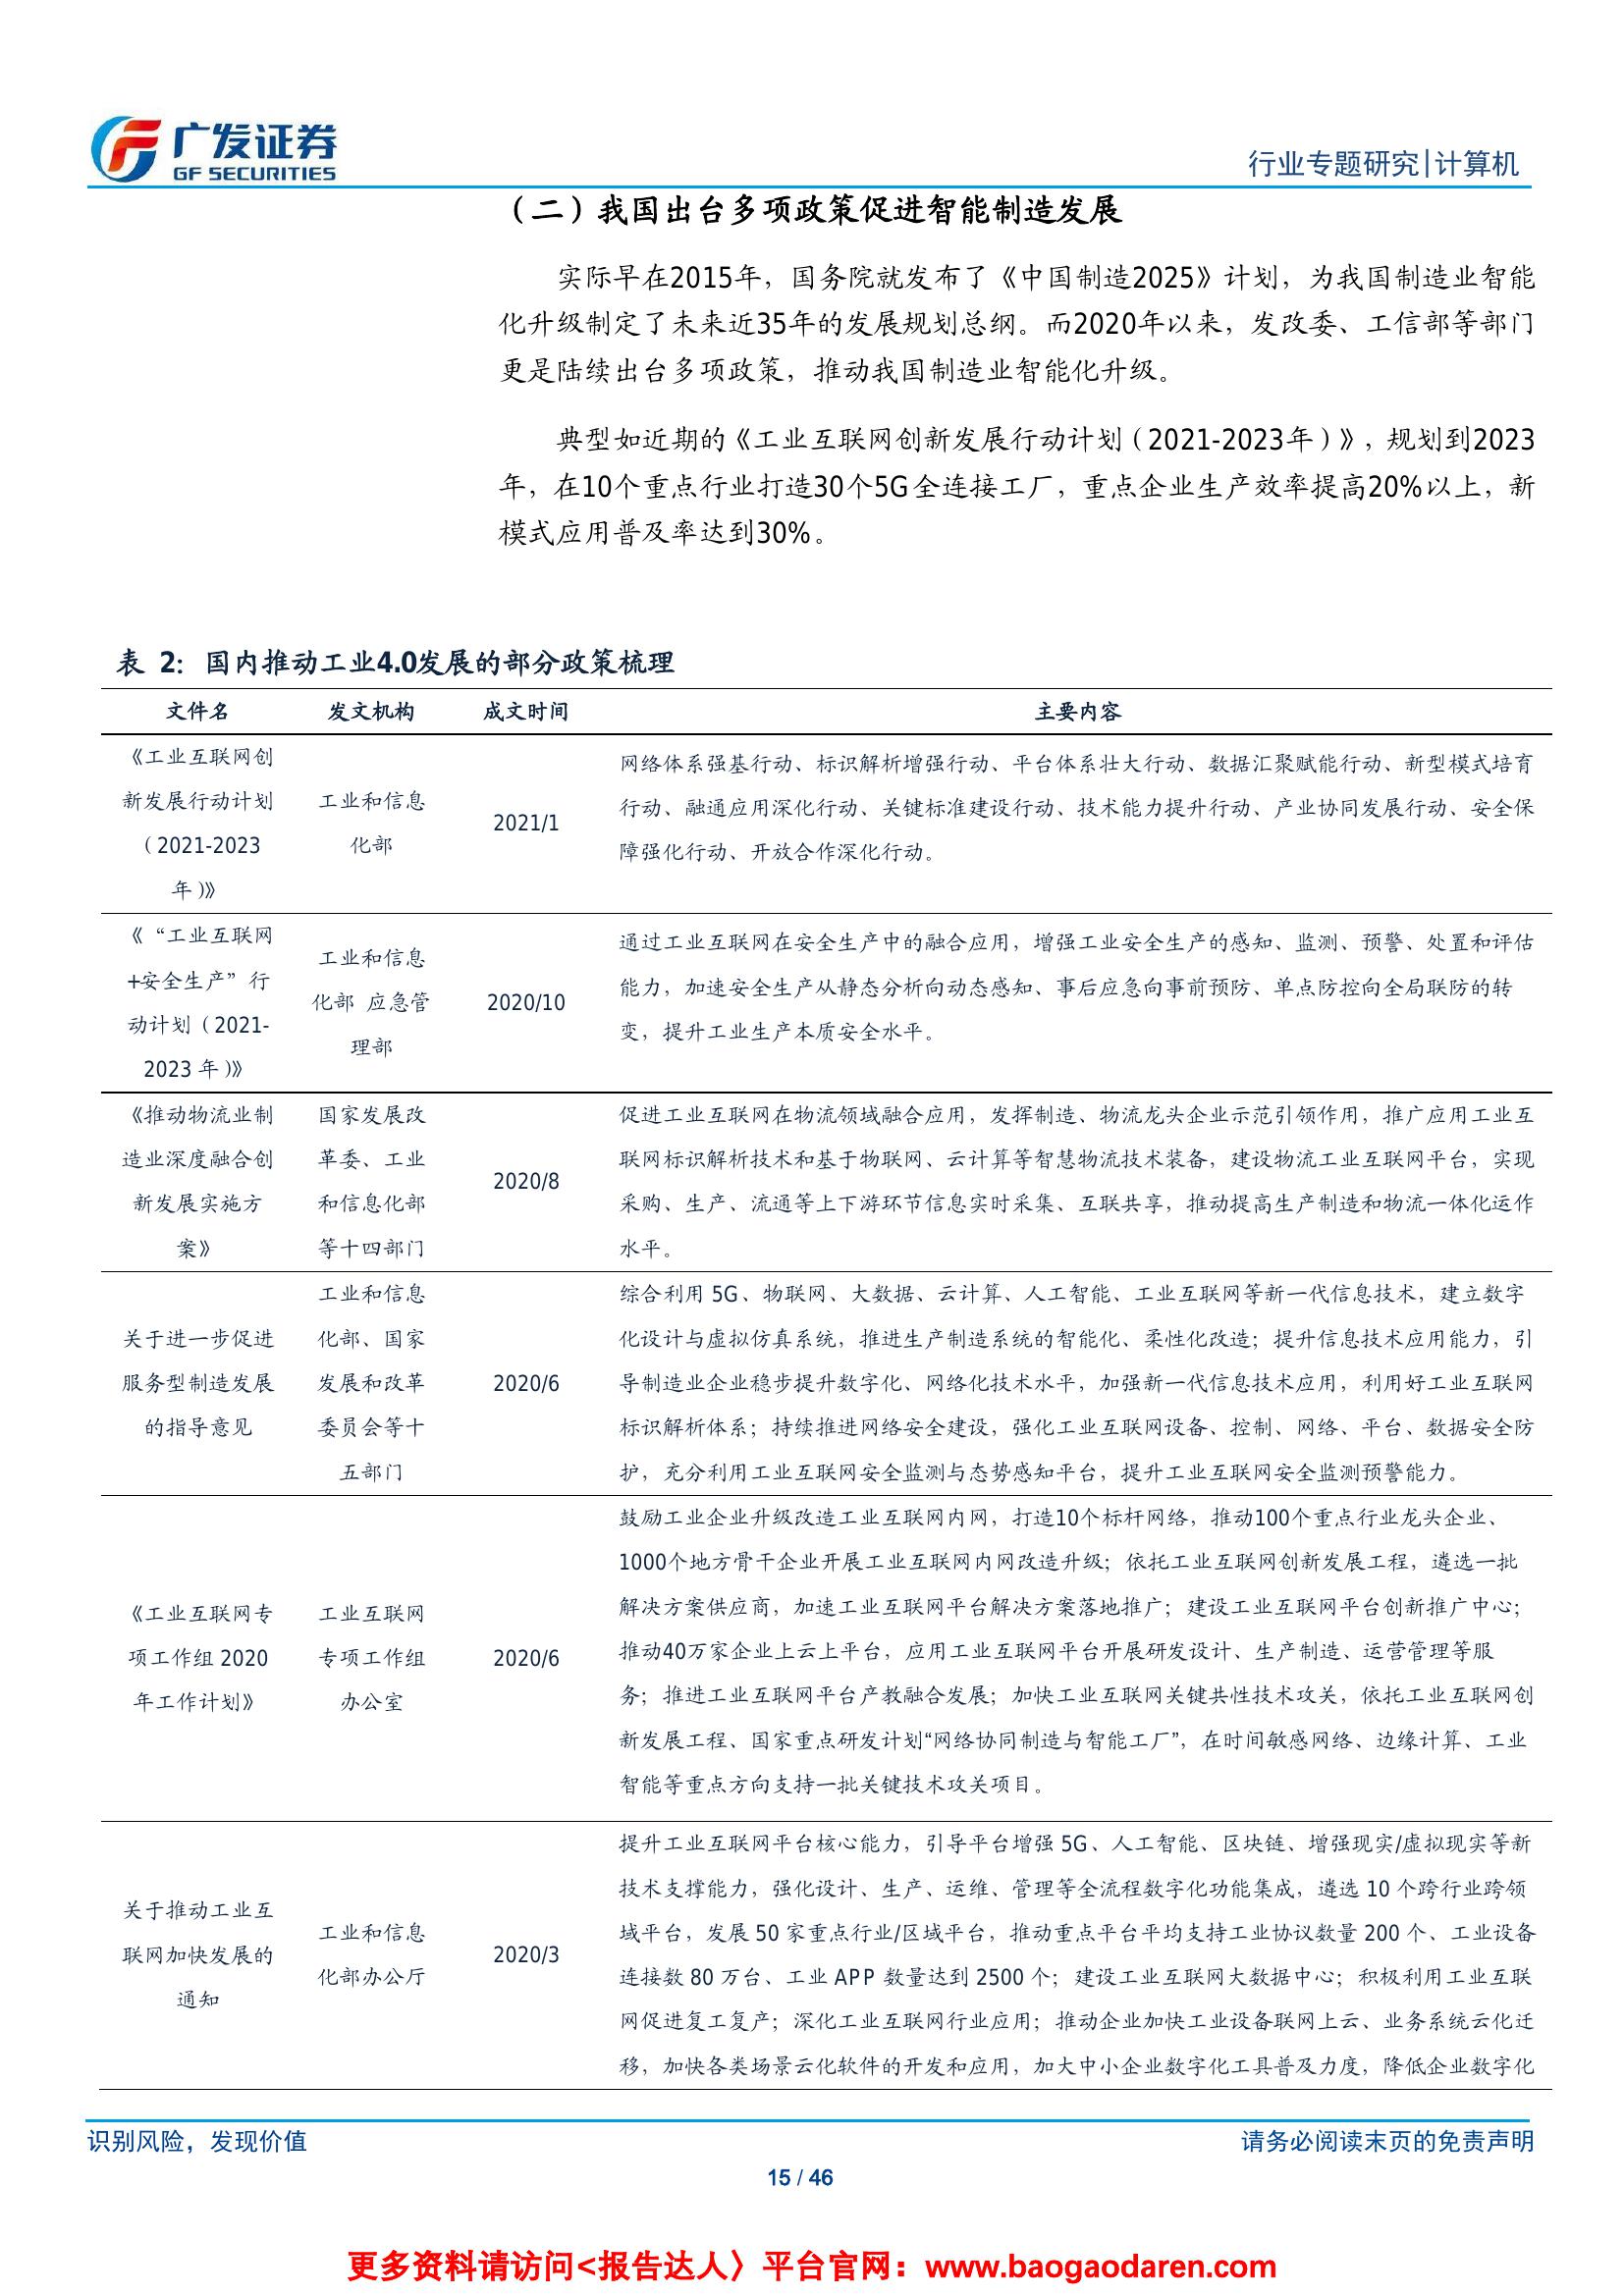 广发证券
GF SECURITIES
行业专题研究|计算机
（二）我国出台多项政策促进智能制造发展
实际早在2015年，国务院就发布了《中国制造2025》计划，为我国制造业智能
化升级制定了未来近35年的发展规划总纲。而2020年以来，发改委、工信部等部门
更是陆续出台多项政策，推动我国制造业智能化升级。
典型如近期的《工业互联网创新发展行动计划（2021-2023年）》，规划到2023
年，在10个重点行业打造30个5G全连接工厂，重点企业生产效率提高20%以上，新
模式应用普及率达到30%。
表 2：国内推动工业4.0发展的部分政策梳理
文件名 发文机构 成文时间 主要内容
《工业互联网创
新发展行动计划
（2021-2023
年）》
工业和信息
化部
2021/1
网络体系强基行动、标识解析增强行动、平台体系壮大行动、数据汇聚赋能行动、新型模式培育
行动、融通应用深化行动、关键标准建设行动、技术能力提升行动、产业协同发展行动、安全保
障强化行动、开放合作深化行动。
《“工业互联网
+安全生产”行
动计划（2021-
2023 年）》
工业和信息
化部 应急管
理部
2020/10
通过工业互联网在安全生产中的融合应用，增强工业安全生产的感知、监测、预警、处置和评估
能力，加速安全生产从静态分析向动态感知、事后应急向事前预防、单点防控向全局联防的转
变，提升工业生产本质安全水平。
《推动物流业制
造业深度融合创
新发展实施方
案》
国家发展改
革委、工业
和信息化部
等十四部门
2020/8
促进工业互联网在物流领域融合应用，发挥制造、物流龙头企业示范引领作用，推广应用工业互
联网标识解析技术和基于物联网、云计算等智慧物流技术装备，建设物流工业互联网平台，实现
采购、生产、流通等上下游环节信息实时采集、互联共享，推动提高生产制造和物流一体化运作
水平。
关于进一步促进
服务型制造发展
的指导意见
工业和信息
化部、国家
发展和改革
委员会等十
五部门
2020/6
综合利用 5G、物联网、大数据、云计算、人工智能、工业互联网等新一代信息技术，建立数字
化设计与虚拟仿真系统，推进生产制造系统的智能化、柔性化改造；提升信息技术应用能力，引
导制造业企业稳步提升数字化、网络化技术水平，加强新一代信息技术应用，利用好工业互联网
标识解析体系；持续推进网络安全建设，强化工业互联网设备、控制、网络、平台、数据安全防
护，充分利用工业互联网安全监测与态势感知平台，提升工业互联网安全监测预警能力。
《工业互联网专
项工作组 2020
年工作计划》
工业互联网
专项工作组
办公室
2020/6
鼓励工业企业升级改造工业互联网内网，打造10个标杆网络，推动100个重点行业龙头企业、
1000个地方骨干企业开展工业互联网内网改造升级；依托工业互联网创新发展工程，遴选一批
解决方案供应商，加速工业互联网平台解决方案落地推广；建设工业互联网平台创新推广中心；
推动40万家企业上云上平台，应用工业互联网平台开展研发设计、生产制造、运营管理等服
务；推进工业互联网平台产教融合发展；加快工业互联网关键共性技术攻关，依托工业互联网创
新发展工程、国家重点研发计划“网络协同制造与智能工厂”，在时间敏感网络、边缘计算、工业
智能等重点方向支持一批关键技术攻关项目。
关于推动工业互
联网加快发展的
通知
工业和信息
化部办公厅
2020/3
提升工业互联网平台核心能力，引导平台增强 5G、人工智能、区块链、增强现实/虚拟现实等新
技术支撑能力，强化设计、生产、运维、管理等全流程数字化功能集成，遴选 10 个跨行业跨领
域平台，发展 50 家重点行业/区域平台，推动重点平台平均支持工业协议数量 200 个、工业设备
连接数 80 万台、工业 APP 数量达到 2500 个；建设工业互联网大数据中心；积极利用工业互联
网促进复工复产；深化工业互联网行业应用；推动企业加快工业设备联网上云、业务系统云化迁
移，加快各类场景云化软件的开发和应用，加大中小企业数字化工具普及力度，降低企业数字化
识别风险，发现价值
请务必阅读末页的免责声明
15 / 46
更多资料请访问<报告达人〉平台官网：www.baogaodaren.com